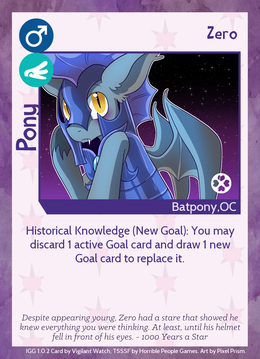 Zero
Pony
Batpony, OC
Historical Knowledge (New Goal): You may
discard 1 active Goal card and draw 1 new
Goal card to replace it.
Despite appearing young, Zero had a stare that showed he
knew everything you were thinking. At least, until his helmet
fell in front of his eyes. - 1000 Years a Star
IGG 1.0.2 Card by Vigilant Watch, TSSSF by Horrible People Games. Art by Pixel Prism.